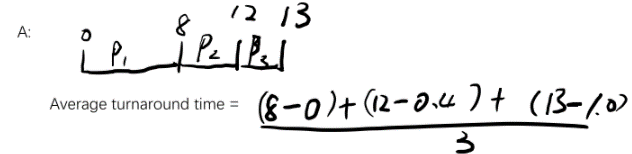 0 8 12 13
A: P₁ P₂ P₃
Average turnaround time = (8-0)+(12-0.4)+(13-1.0)
3